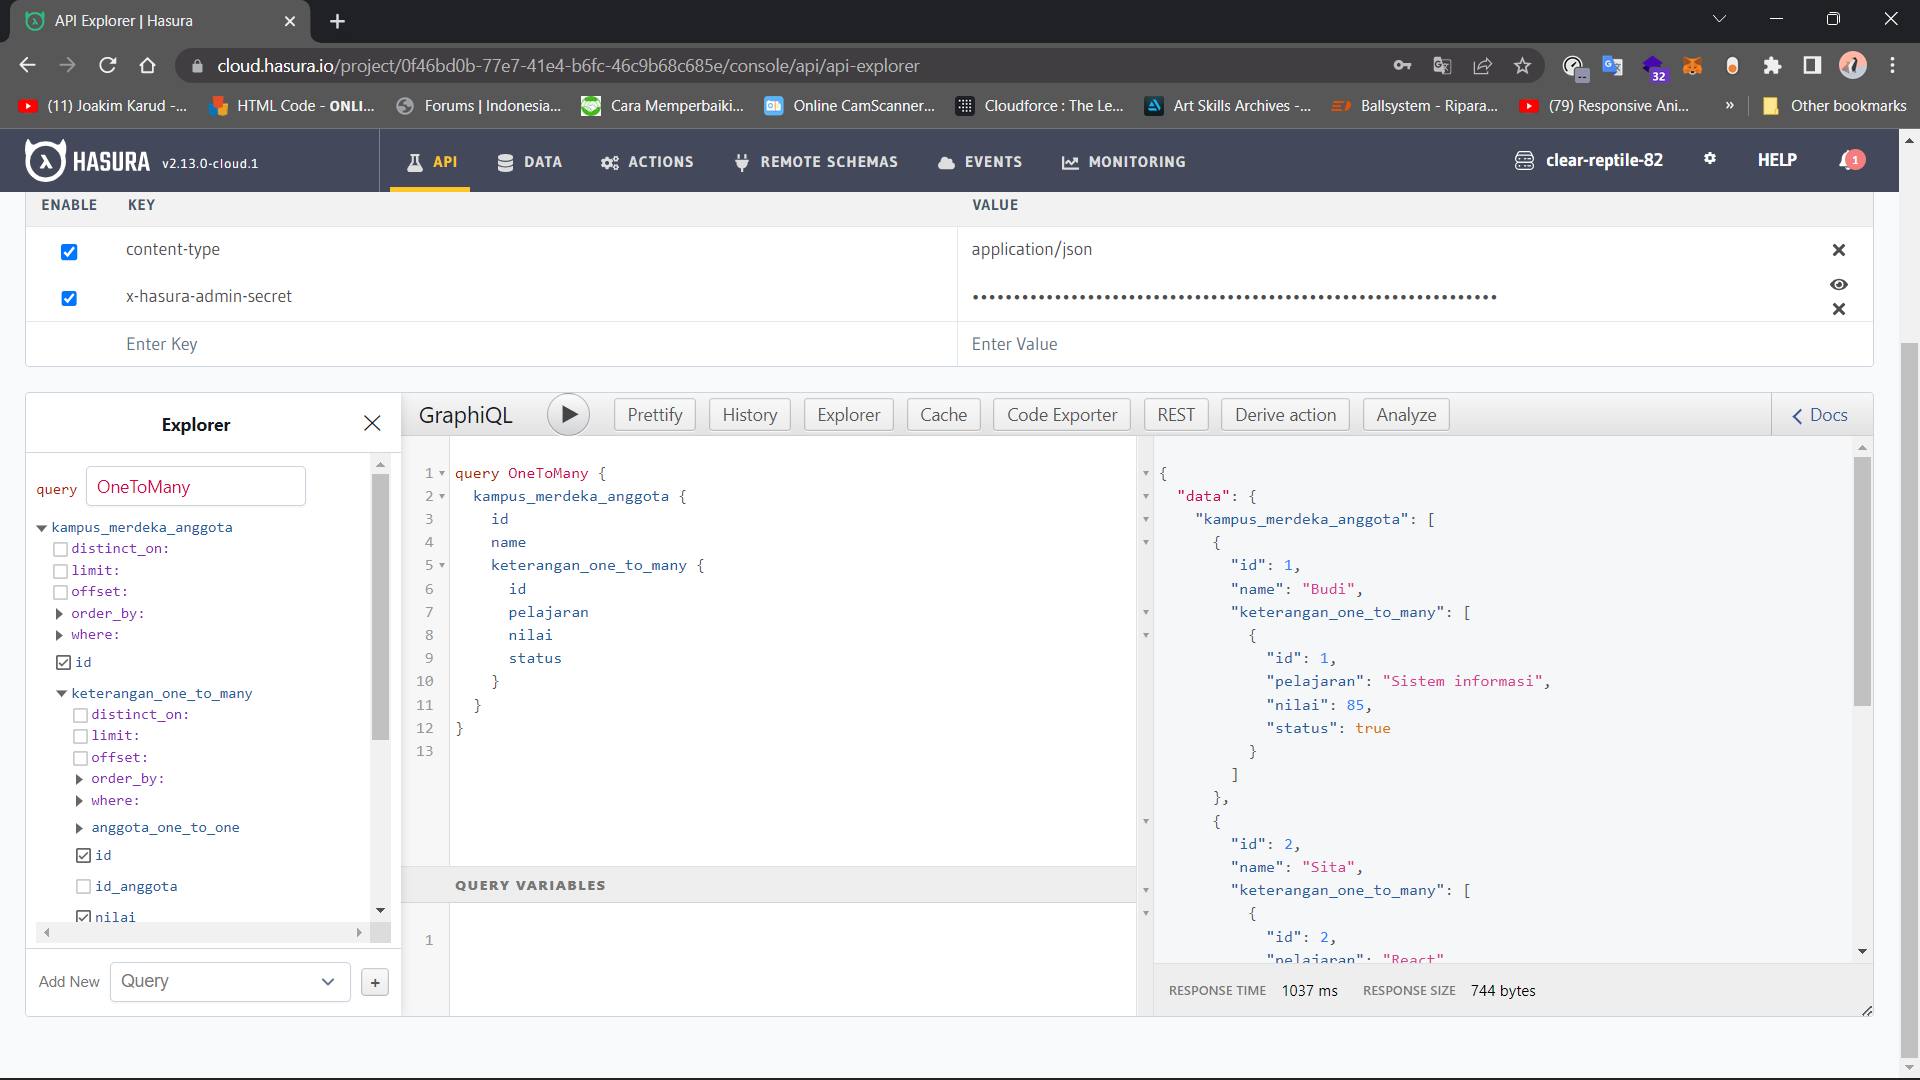 API Explorer | Hasura
cloud.hasura.io/project/0f46bd0b-77e7-41e4-b6fc-46c9b68c685e/console/api/api-explorer
32
(11) Joakim Karud -...
HTML Code - ONLI...
Forums | Indonesia...
Cara Memperbaiki...
Online CamScanner...
Cloudforce : The Le...
Art Skills Archives -...
Ballsystem - Ripara...
(79) Responsive Ani...
»
Other bookmarks
HASURA v2.13.0-cloud.1
API
DATA
ACTIONS
REMOTE SCHEMAS
EVENTS
MONITORING
clear-reptile-82
HELP
1
ENABLE KEY VALUE
content-type application/json
x-hasura-admin-secret
Enter Key Enter Value
Explorer
query OneToMany
kampus_merdeka_anggota
distinct_on:
limit:
offset:
order_by:
where:
id
keterangan_one_to_many
distinct_on:
limit:
offset:
order_by:
where:
anggota_one_to_one
id
id_anggota
nilai
Add New Query +
GraphiQL
Prettify
History
Explorer
Cache
Code Exporter
REST
Derive action
Analyze
Docs
1 query OneToMany {
2 kampus_merdeka_anggota {
3 id
4 name
5 keterangan_one_to_many {
6 id
7 pelajaran
8 nilai
9 status
10 }
11 }
12 }
13
QUERY VARIABLES
1
{
"data": {
"kampus_merdeka_anggota": [
{
"id": 1,
"name": "Budi",
"keterangan_one_to_many": [
{
"id": 1,
"pelajaran": "Sistem informasi",
"nilai": 85,
"status": true
}
]
},
{
"id": 2,
"name": "Sita",
"keterangan_one_to_many": [
{
"id": 2,
"pelajaran": "React"
RESPONSE TIME 1037 ms RESPONSE SIZE 744 bytes